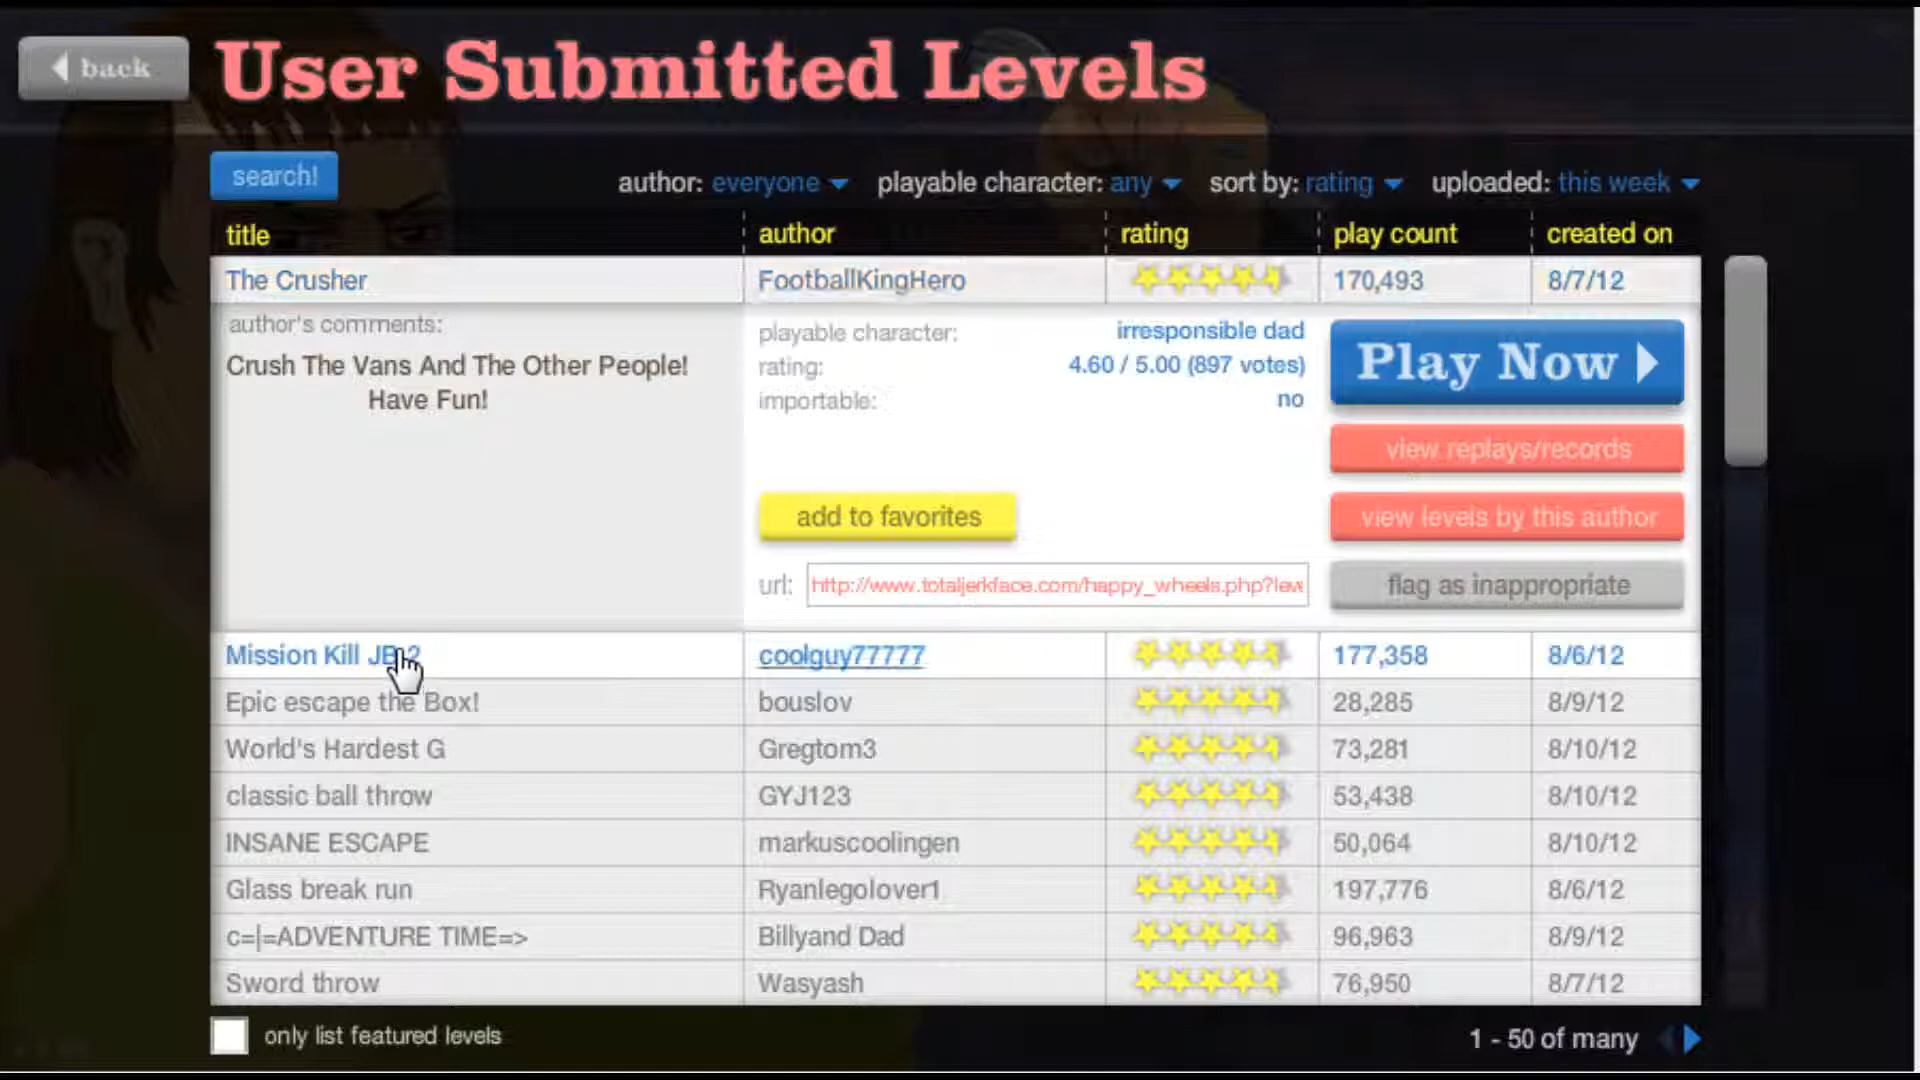 back
User Submitted Levels
search!
author: everyone playable character: any sort by: rating uploaded: this week
title author rating play count created on
The Crusher FootballKingHero 170,493 8/7/12
author's comments:
Crush The Vans And The Other People!
Have Fun!
playable character: irresponsible dad
rating: 4.60 / 5.00 (897 votes)
importable: no
add to favorites
url: http://www.totaljerkface.com/happy_wheels.php?lev
Play Now
view replays/records
view levels by this author
flag as inappropriate
Mission Kill JB 2 coolguy77777 177,358 8/6/12
Epic escape the Box! bouslov 28,285 8/9/12
World's Hardest G Gregtom3 73,281 8/10/12
classic ball throw GYJ123 53,438 8/10/12
INSANE ESCAPE markuscoolingen 50,064 8/10/12
Glass break run Ryanlegolover1 197,776 8/6/12
c=|=ADVENTURE TIME=> Billyand Dad 96,963 8/9/12
Sword throw Wasyash 76,950 8/7/12
only list featured levels
1 - 50 of many